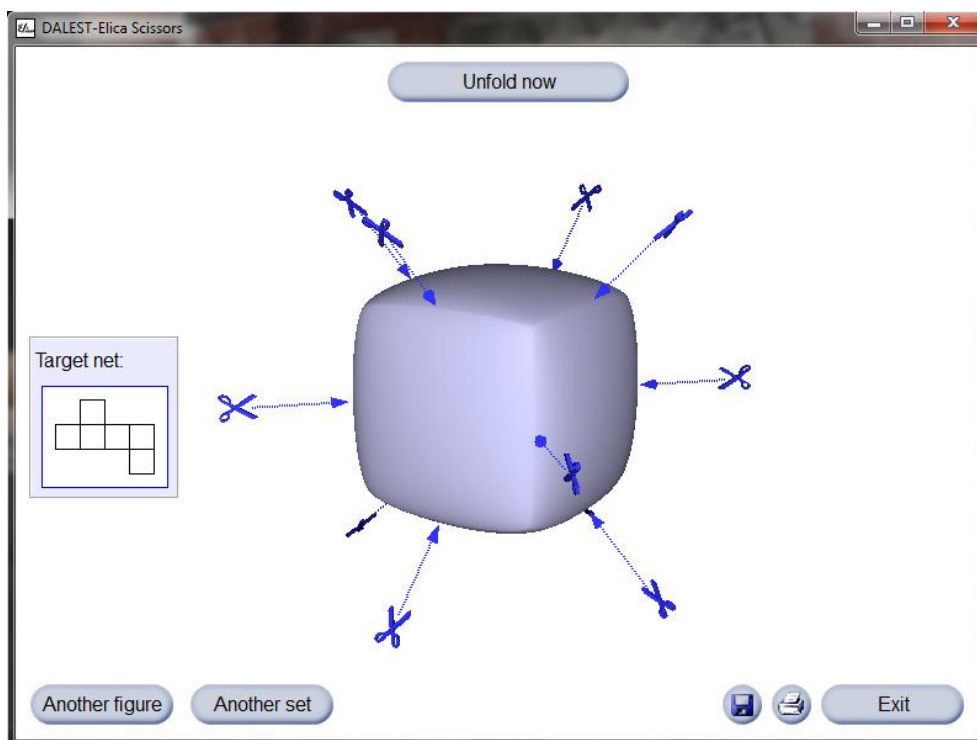 DALEST-Elica Scissors
Unfold now
Target net:
Another figure
Another set
Exit